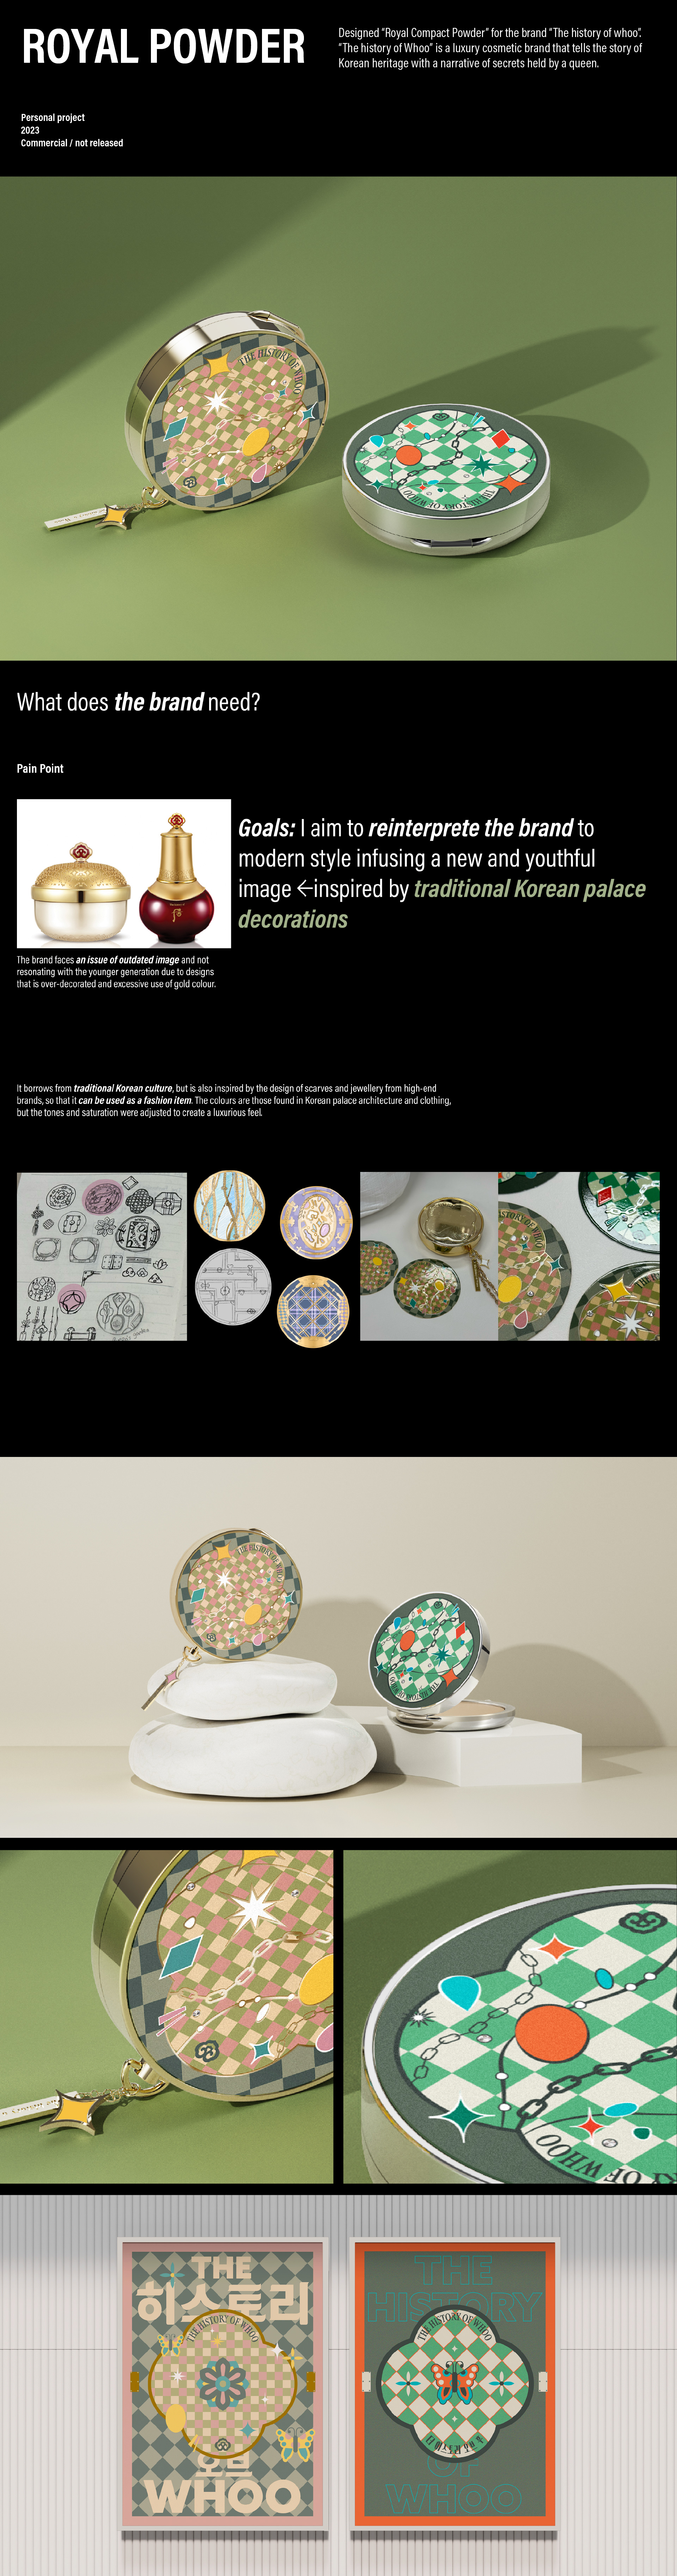 ROYAL POWDER
Designed “Royal Compact Powder” for the brand “The history of whoo”.
“The history of Whoo” is a luxury cosmetic brand that tells the story of
Korean heritage with a narrative of secrets held by a queen.
Personal project
2023
Commercial / not released
THE HISTORY OF WHOO
THE HISTORY OF WHOO
What does the brand need?
Pain Point
Goals: I aim to reinterprete the brand to
modern style infusing a new and youthful
image ←inspired by traditional Korean palace
decorations
The brand faces an issue of outdated image and not
resonating with the younger generation due to designs
that is over-decorated and excessive use of gold colour.
It borrows from traditional Korean culture, but is also inspired by the design of scarves and jewellery from high-end
brands, so that it can be used as a fashion item. The colours are those found in Korean palace architecture and clothing,
but the tones and saturation were adjusted to create a luxurious feel.
STORY OF WHOO
THE HISTORY OF WHOO
THE HISTORY OF WHOO
OF WHOO
THE
히스토리
THE HISTORY OF WHOO
오브
WHOO
THE
HISTORY
THE HISTORY OF WHOO
OF
WHOO